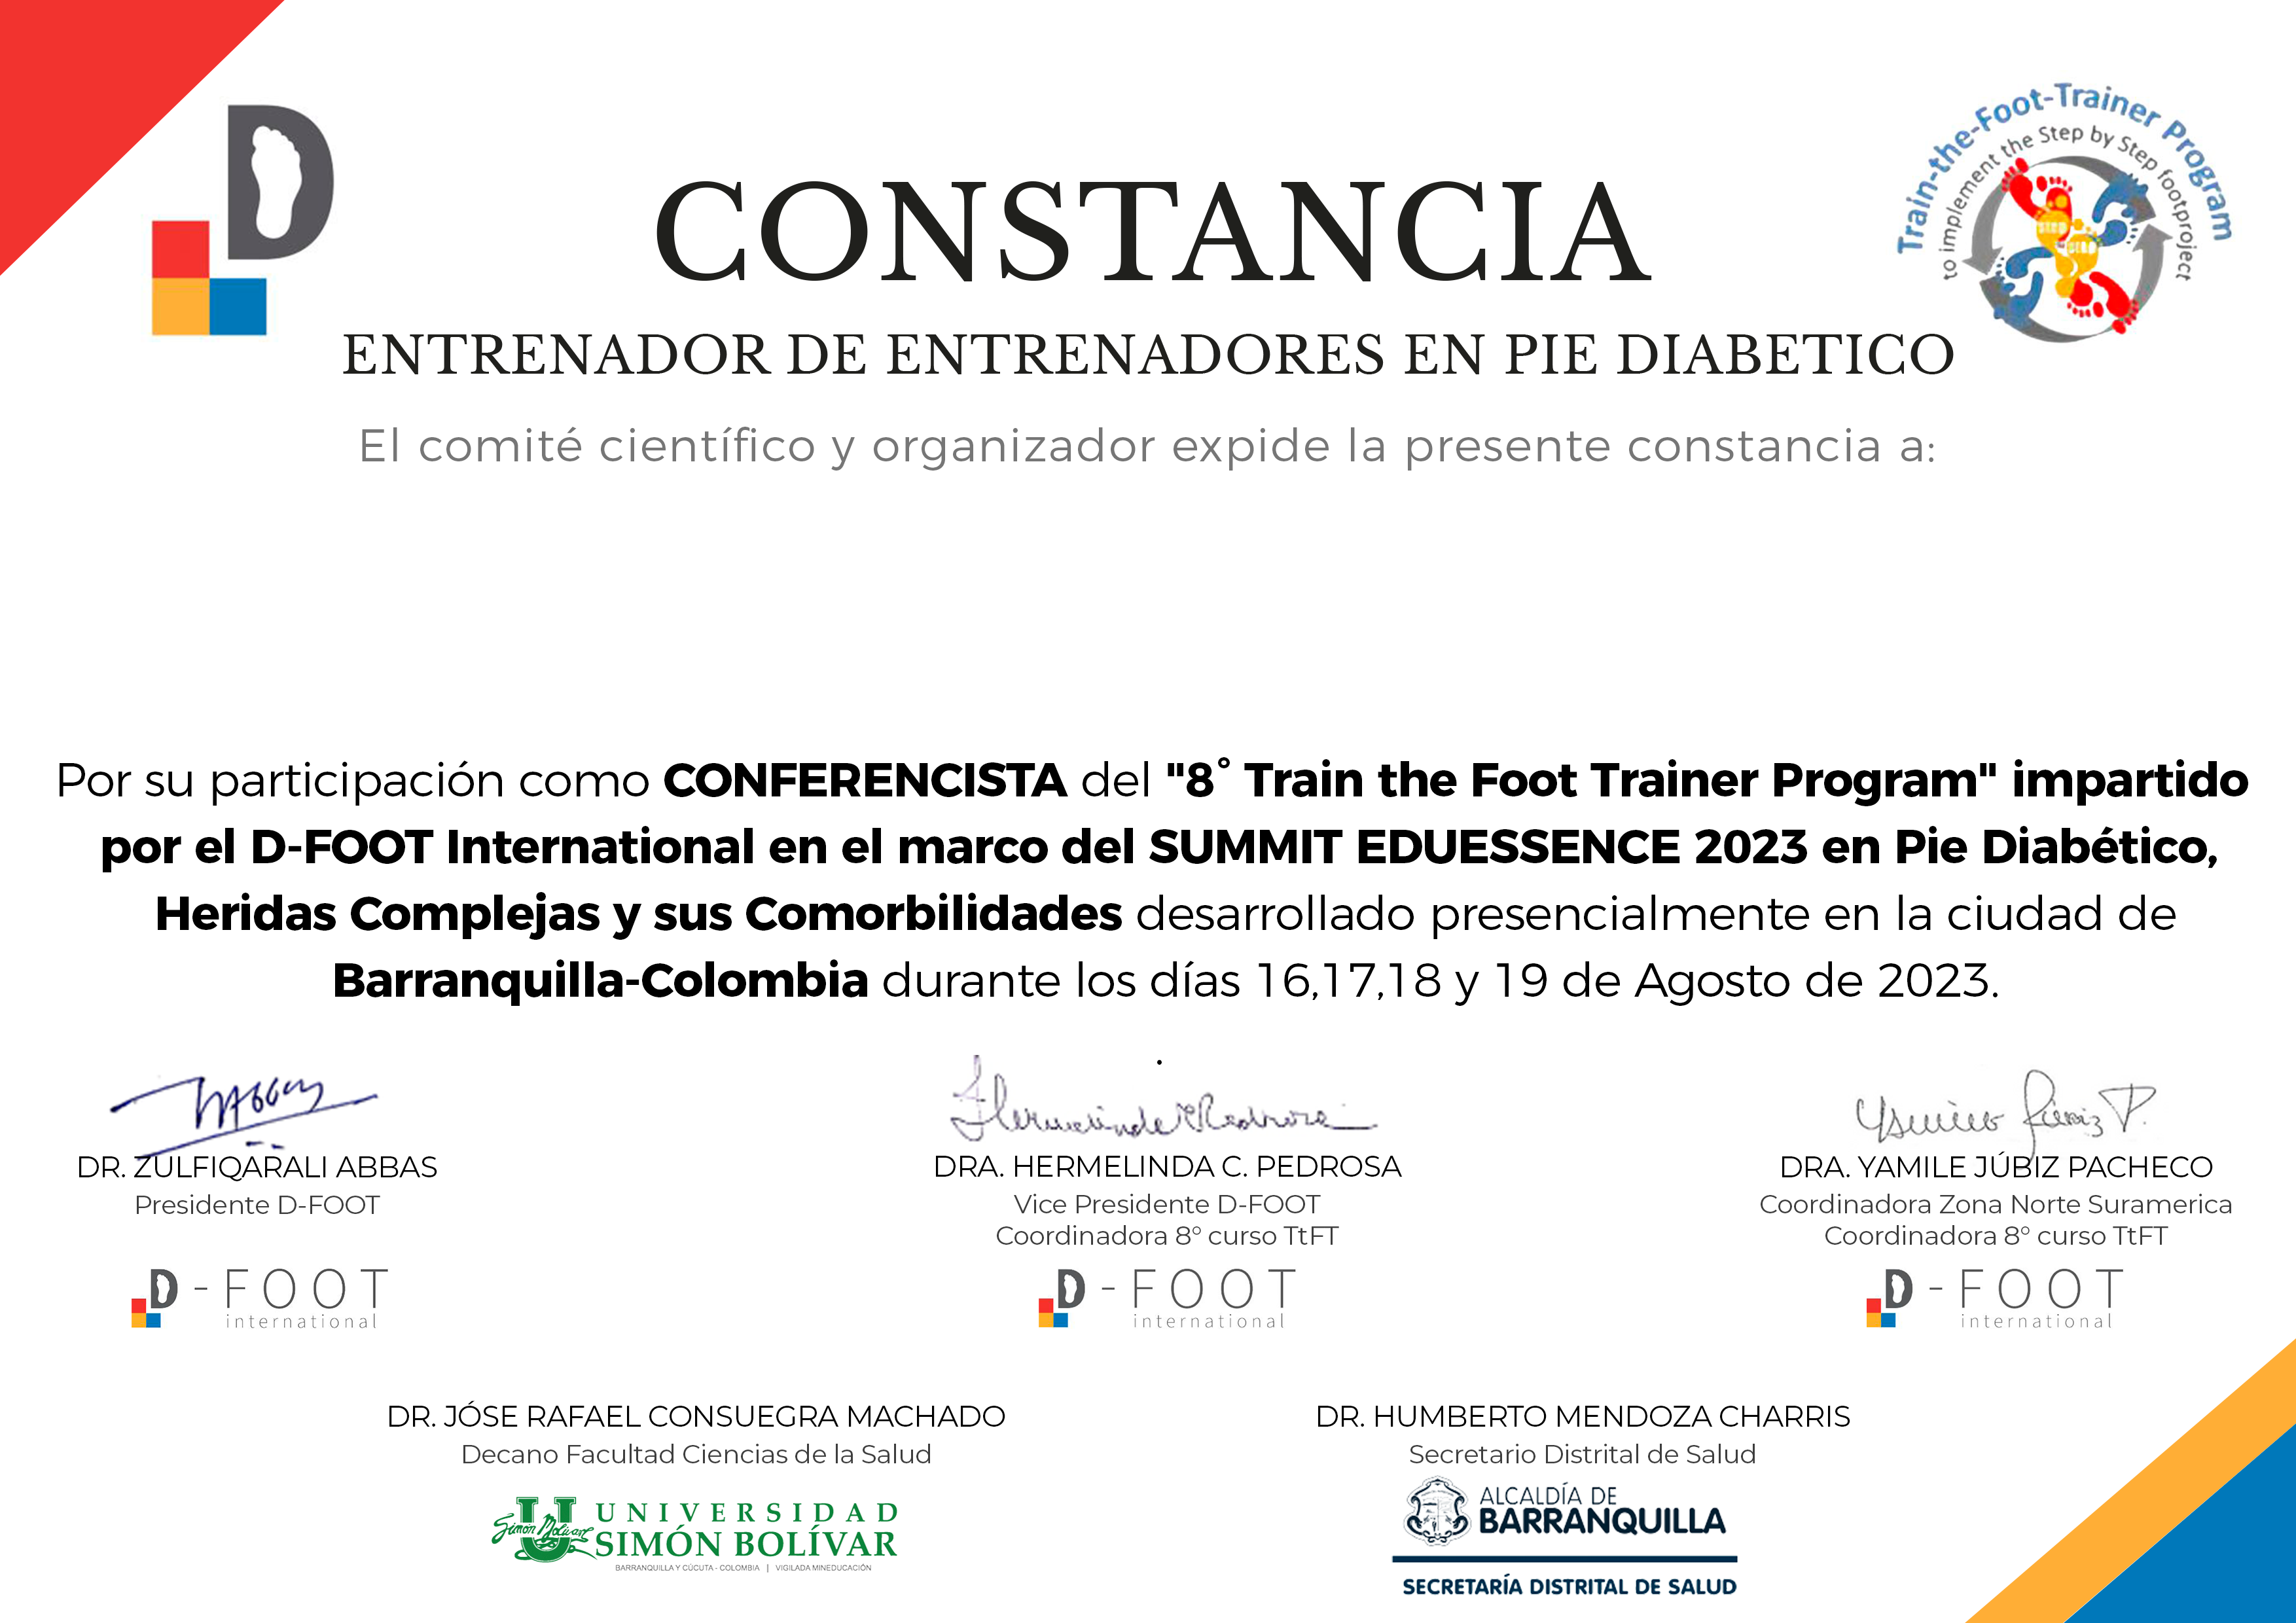 Train-the-Foot-Trainer Program
to implement the Step by Step footproject
D
CONSTANCIA
ENTRENADOR DE ENTRENADORES EN PIE DIABETICO
El comité científico y organizador expide la presente constancia a:
Por su participación como CONFERENCISTA del "8° Train the Foot Trainer Program" impartido
por el D-FOOT International en el marco del SUMMIT EDUESSENCE 2023 en Pie Diabético,
Heridas Complejas y sus Comorbilidades desarrollado presencialmente en la ciudad de
Barranquilla-Colombia durante los días 16,17,18 y 19 de Agosto de 2023.
.
DR. ZULFIQARALI ABBAS
Presidente D-FOOT
D-FOOT
international
DRA. HERMELINDA C. PEDROSA
Vice Presidente D-FOOT
Coordinadora 8° curso TtFT
D-FOOT
international
DRA. YAMILE JÚBIZ PACHECO
Coordinadora Zona Norte Suramerica
Coordinadora 8° curso TtFT
D-FOOT
international
DR. JÓSE RAFAEL CONSUEGRA MACHADO
Decano Facultad Ciencias de la Salud
UNIVERSIDAD
SIMÓN BOLÍVAR
BARRANQUILLA Y CÚCUTA - COLOMBIA | VIGILADA MINEDUCACIÓN
DR. HUMBERTO MENDOZA CHARRIS
Secretario Distrital de Salud
ALCALDÍA DE
BARRANQUILLA
SECRETARÍA DISTRITAL DE SALUD